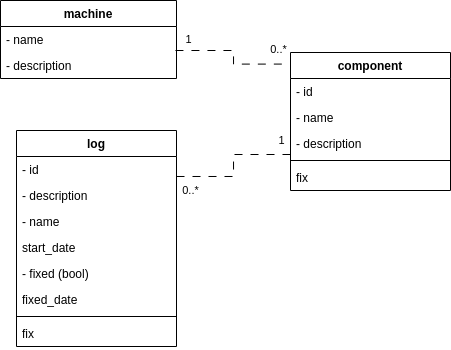 machine
- name
- description
1
0..*
component
- id
- name
- description
fix
1
0..*
log
- id
- description
- name
start_date
- fixed (bool)
fixed_date
fix